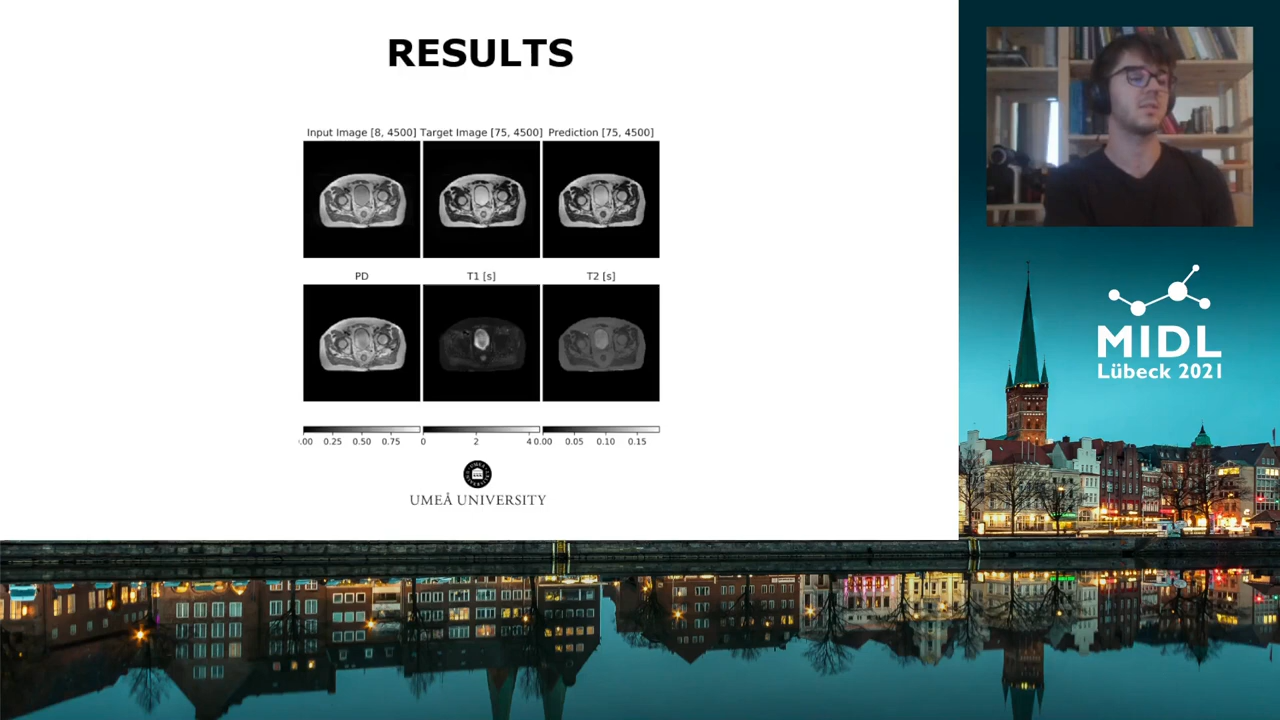 RESULTS
Input Image [8, 4500] Target Image [75, 4500] Prediction [75, 4500]
PD T1 [s] T2 [s]
.00 0.25 0.50 0.75 0 2 4 0.00 0.05 0.10 0.15
UMEÅ UNIVERSITY
MIDL
Lübeck 2021